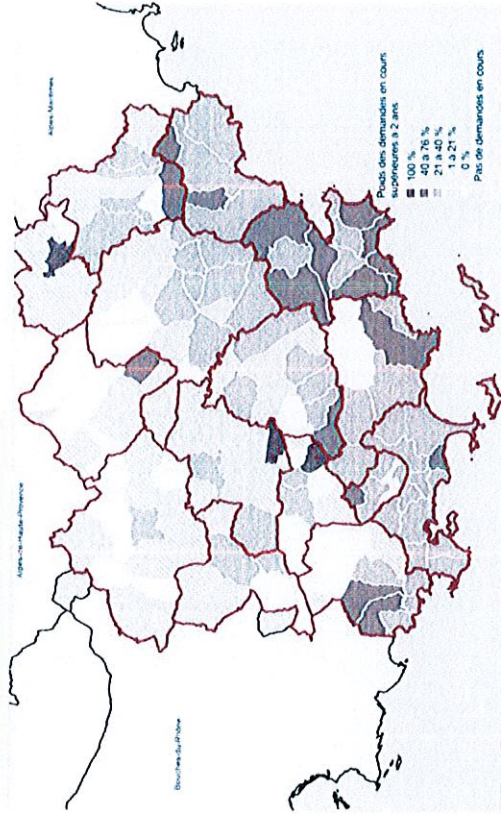 Alpes-Maritimes
Alpes-de-Haute-Provence
Bouches-du-Rhône
Poids des demandes en cours
supérieures à 2 ans
100 %
40 à 76 %
21 à 40 %
1 à 21 %
0 %
Pas de demandes en cours